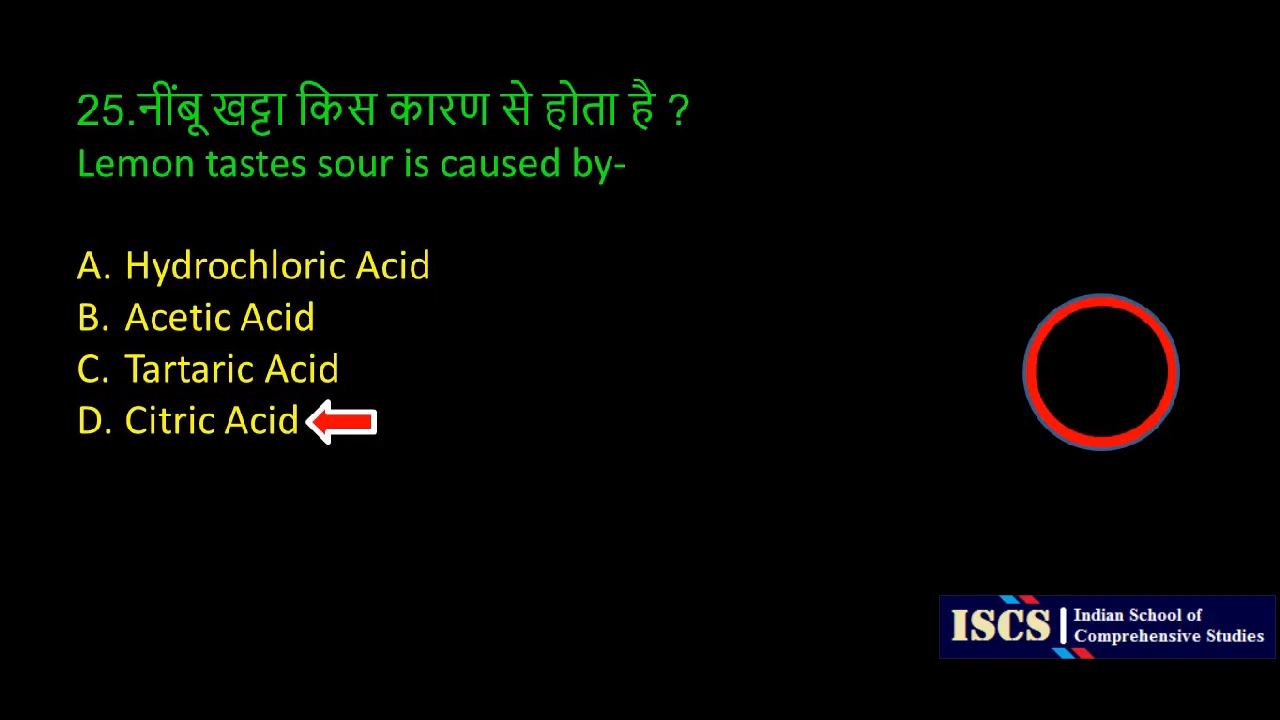 25.नींबू खट्टा किस कारण से होता है ?
Lemon tastes sour is caused by-
A. Hydrochloric Acid
B. Acetic Acid
C. Tartaric Acid
D. Citric Acid
ISCS
Indian School of
Comprehensive Studies